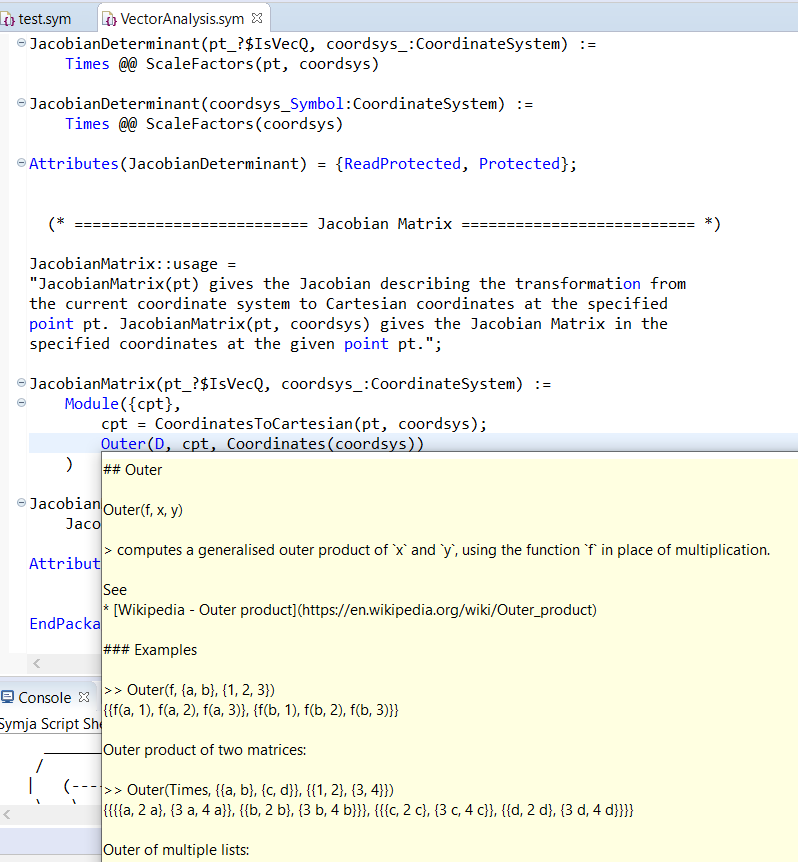 test.sym VectorAnalysis.sym
JacobianDeterminant(pt_?$IsVecQ, coordsys_:CoordinateSystem) :=
Times @@ ScaleFactors(pt, coordsys)
JacobianDeterminant(coordsys_Symbol:CoordinateSystem) :=
Times @@ ScaleFactors(coordsys)
Attributes(JacobianDeterminant) = {ReadProtected, Protected};
(* ========================== Jacobian Matrix ========================== *)
JacobianMatrix::usage =
"JacobianMatrix(pt) gives the Jacobian describing the transformation from
the current coordinate system to Cartesian coordinates at the specified
point pt. JacobianMatrix(pt, coordsys) gives the Jacobian Matrix in the
specified coordinates at the given point pt.";
JacobianMatrix(pt_?$IsVecQ, coordsys_:CoordinateSystem) :=
Module({cpt},
cpt = CoordinatesToCartesian(pt, coordsys);
Outer(D, cpt, Coordinates(coordsys))
)
## Outer
Jacobian
Outer(f, x, y)
Jaco
> computes a generalised outer product of `x` and `y`, using the function `f` in place of multiplication.
Attribut
See
* [Wikipedia - Outer product](https://en.wikipedia.org/wiki/Outer_product)
EndPacka
### Examples
>> Outer(f, {a, b}, {1, 2, 3})
Console
{{f(a, 1), f(a, 2), f(a, 3)}, {f(b, 1), f(b, 2), f(b, 3)}}
Symja Script She
Outer product of two matrices:
>> Outer(Times, {{a, b}, {c, d}}, {{1, 2}, {3, 4}})
{{{{a, 2 a}, {3 a, 4 a}}, {{b, 2 b}, {3 b, 4 b}}}, {{{c, 2 c}, {3 c, 4 c}}, {{d, 2 d}, {3 d, 4 d}}}}
Outer of multiple lists: